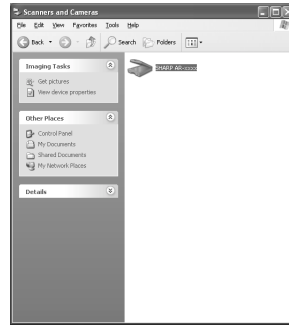 Scanners and Cameras
File Edit View Favorites Tools Help
Back Search Folders
Imaging Tasks
Get pictures
View device properties
SHARP AR-xxxx
Other Places
Control Panel
My Documents
Shared Documents
My Network Places
Details